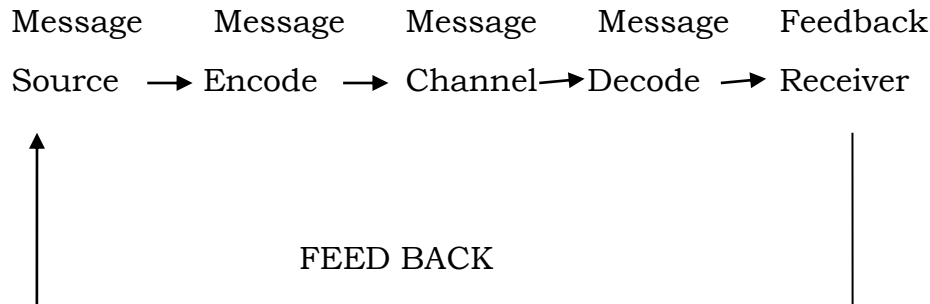 Message Message Message Message Feedback
Source Encode Channel Decode Receiver
FEED BACK